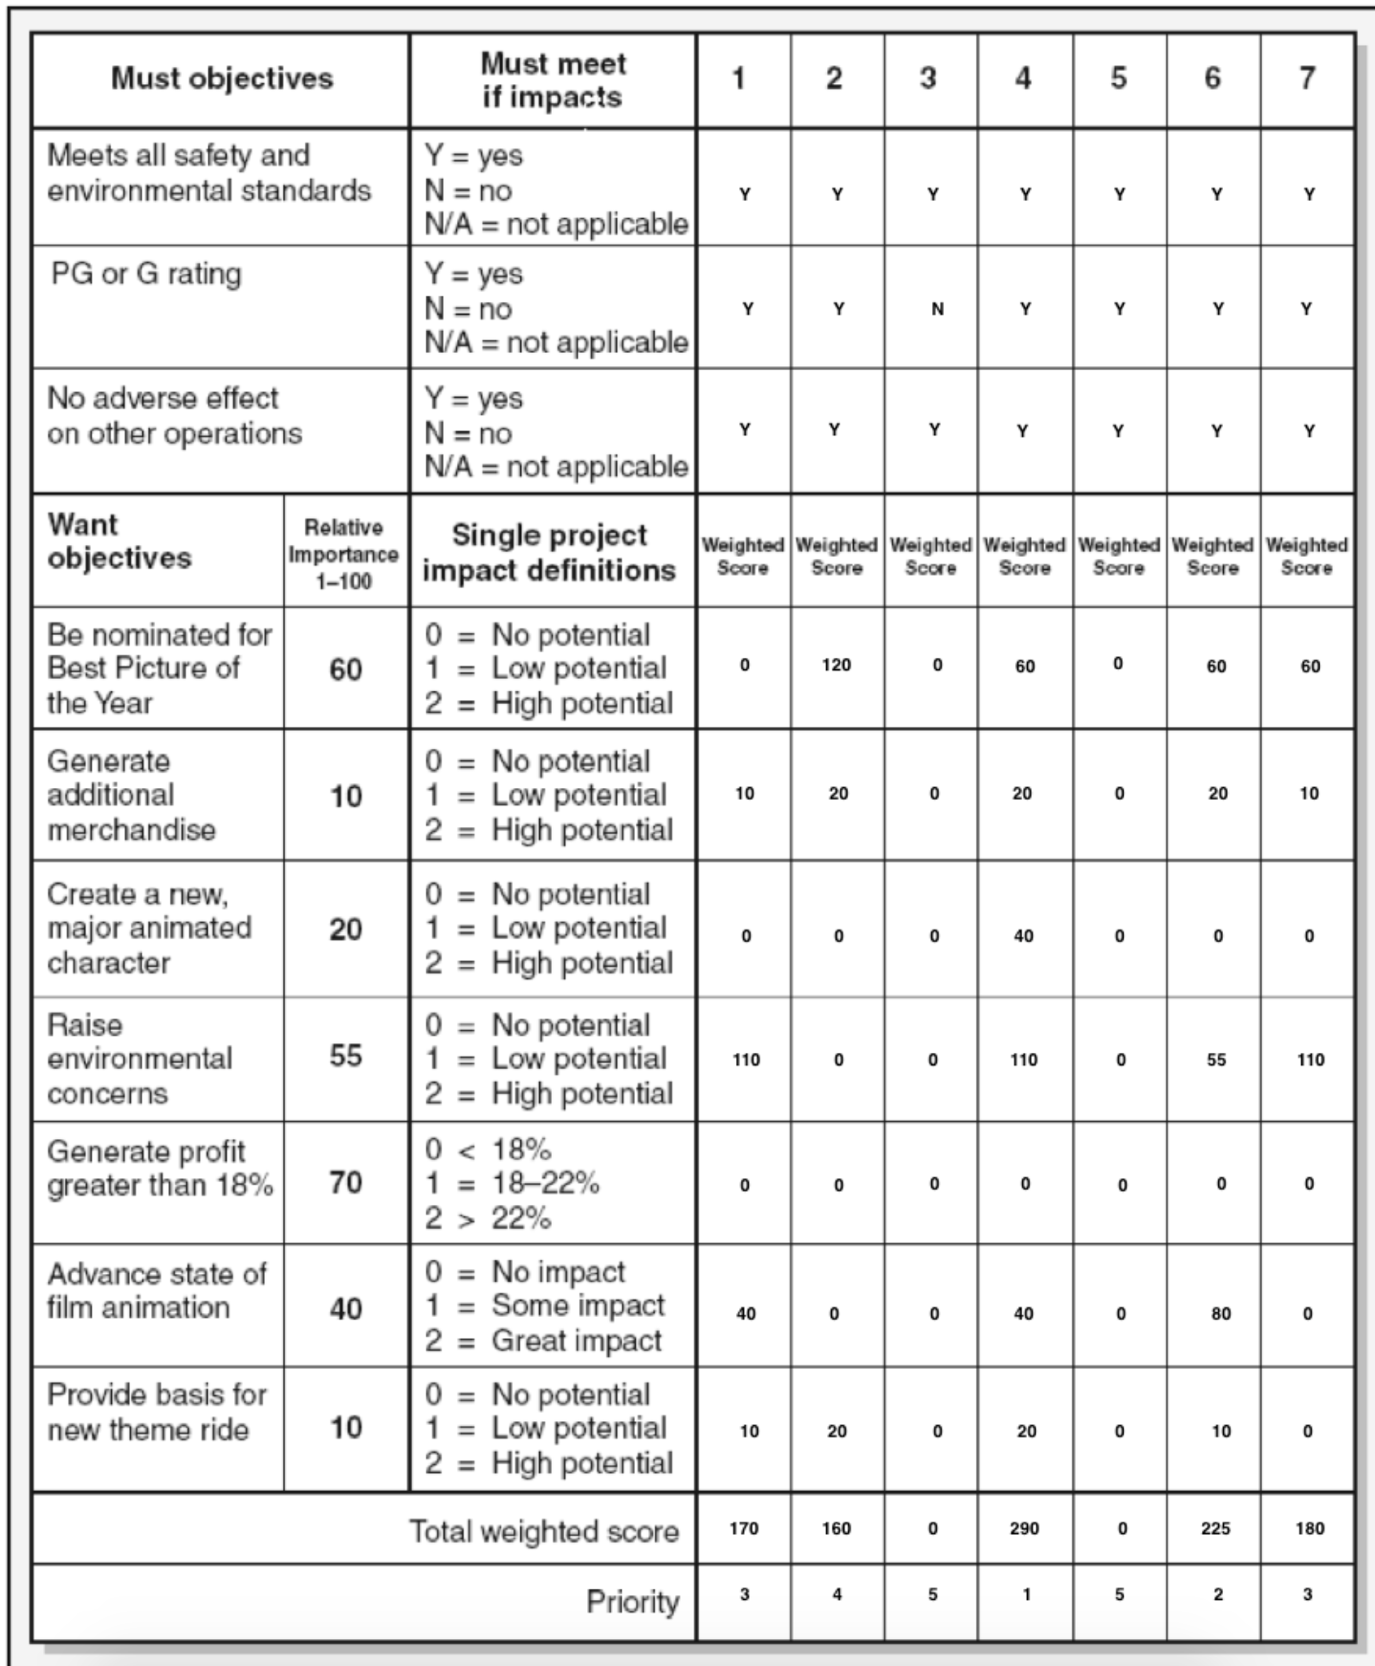 Must objectives Must meet if impacts 1 2 3 4 5 6 7
Meets all safety and environmental standards Y = yes N = no N/A = not applicable Y Y Y Y Y Y Y
PG or G rating Y = yes N = no N/A = not applicable Y Y N Y Y Y Y
No adverse effect on other operations Y = yes N = no N/A = not applicable Y Y Y Y Y Y Y
Want objectives Relative Importance 1–100 Single project impact definitions Weighted Score Weighted Score Weighted Score Weighted Score Weighted Score Weighted Score Weighted Score
Be nominated for Best Picture of the Year 60 0 = No potential 1 = Low potential 2 = High potential 0 120 0 60 0 60 60
Generate additional merchandise 10 0 = No potential 1 = Low potential 2 = High potential 10 20 0 20 0 20 10
Create a new, major animated character 20 0 = No potential 1 = Low potential 2 = High potential 0 0 0 40 0 0 0
Raise environmental concerns 55 0 = No potential 1 = Low potential 2 = High potential 110 0 0 110 0 55 110
Generate profit greater than 18% 70 0 < 18% 1 = 18–22% 2 > 22% 0 0 0 0 0 0 0
Advance state of film animation 40 0 = No impact 1 = Some impact 2 = Great impact 40 0 0 40 0 80 0
Provide basis for new theme ride 10 0 = No potential 1 = Low potential 2 = High potential 10 20 0 20 0 10 0
Total weighted score 170 160 0 290 0 225 180
Priority 3 4 5 1 5 2 3